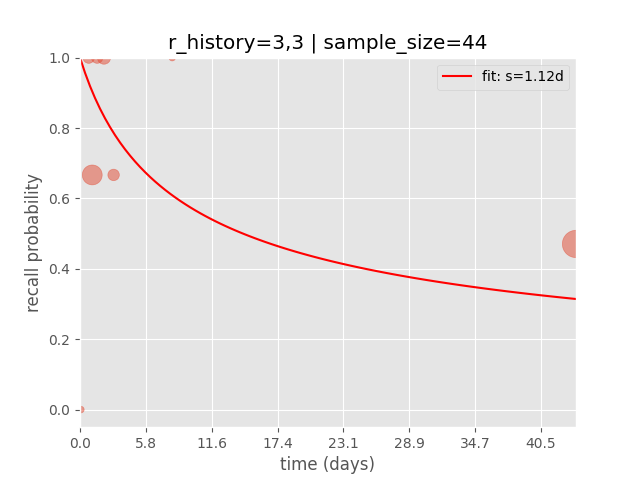 r_history=3,3 | sample_size=44
fit: s=1.12d
1.0
0.8
0.6
0.4
0.2
0.0
recall probability
0.0 5.8 11.6 17.4 23.1 28.9 34.7 40.5
time (days)